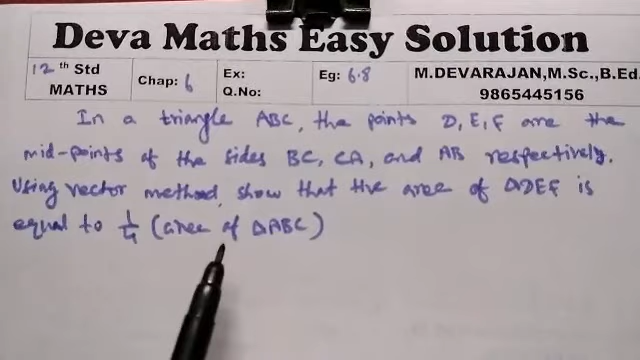 Deva Maths Easy Solution
12th Std
MATHS
Chap: 6
Ex:
Q.No:
Eg: 6.8
M.DEVARAJAN,M.Sc.,B.Ed.
9865445156
In a triangle ABC, the points D, E, F are the
mid-points of the sides BC, CA, and AB respectively.
Using vector method, show that the area of ΔDEF is
equal to 1/4 (area of ΔABC)